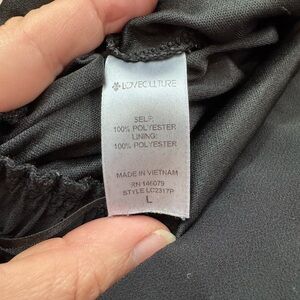 LOVECULTURE
SELF:
100% POLYESTER
LINING:
100% POLYESTER
MADE IN VIETNAM
RN 146079
STYLE LC2317P
L